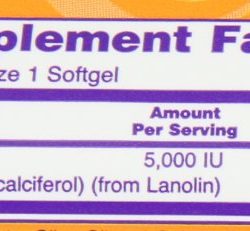 plement Fa
ze 1 Softgel
Amount
Per Serving
5,000 IU
calciferol) (from Lanolin)